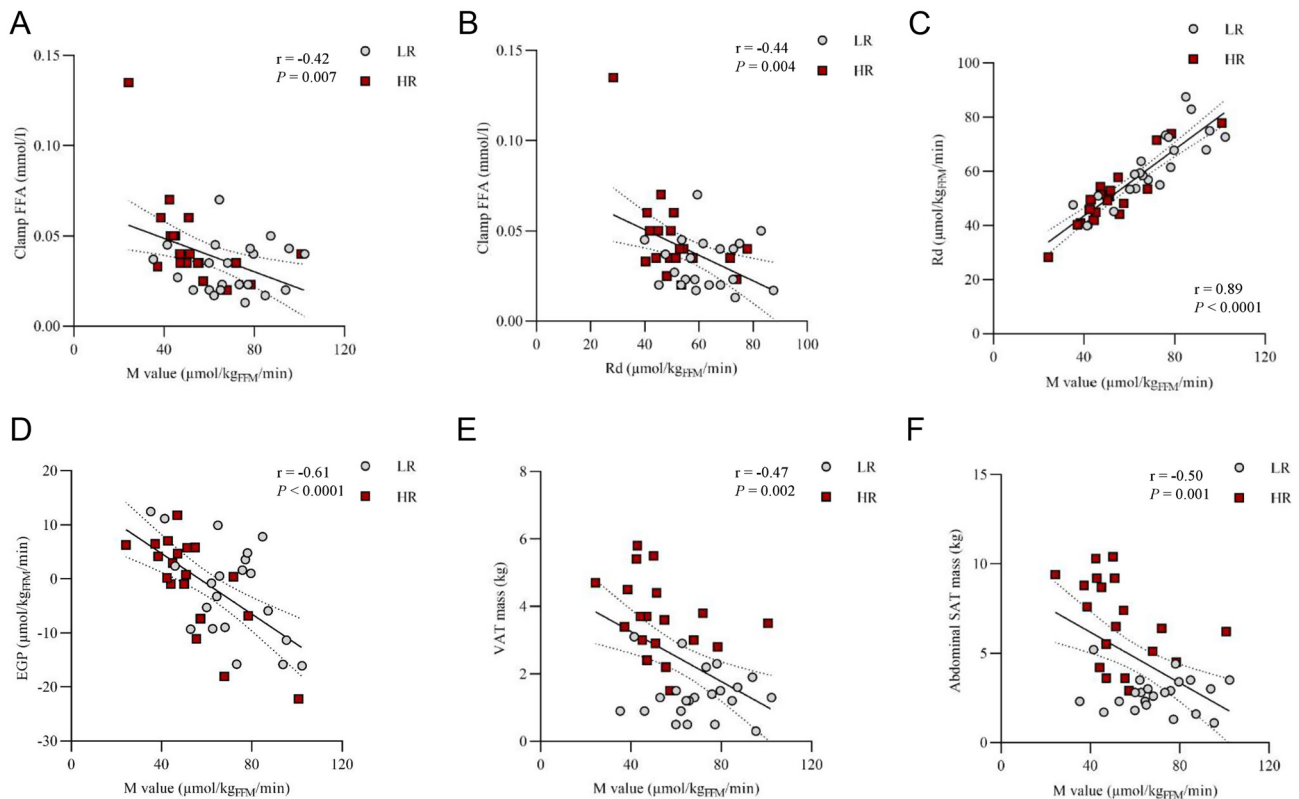 A
0.15
0.10
0.05
0.00
0
40
80
120
Clamp FFA (mmol/l)
M value (µmol/kgFFM/min)
r = -0.42
P = 0.007
LR
HR
B
0.15
0.10
0.05
0.00
0
20
40
60
80
100
Clamp FFA (mmol/l)
Rd (µmol/kgFFM/min)
r = -0.44
P = 0.004
LR
HR
C
LR
HR
100
80
60
40
20
0
0
40
80
120
Rd (µmol/kgFFM/min)
M value (µmol/kgFFM/min)
r = 0.89
P < 0.0001
D
20
10
0
-10
-20
-30
0
40
80
120
EGP (µmol/kgFFM/min)
M value (µmol/kgFFM/min)
r = -0.61
P < 0.0001
LR
HR
E
8
6
4
2
0
0
40
80
120
VAT mass (kg)
M value (µmol/kgFFM/min)
r = -0.47
P = 0.002
LR
HR
F
15
10
5
0
0
40
80
120
Abdominal SAT mass (kg)
M value (µmol/kgFFM/min)
r = -0.50
P = 0.001
LR
HR